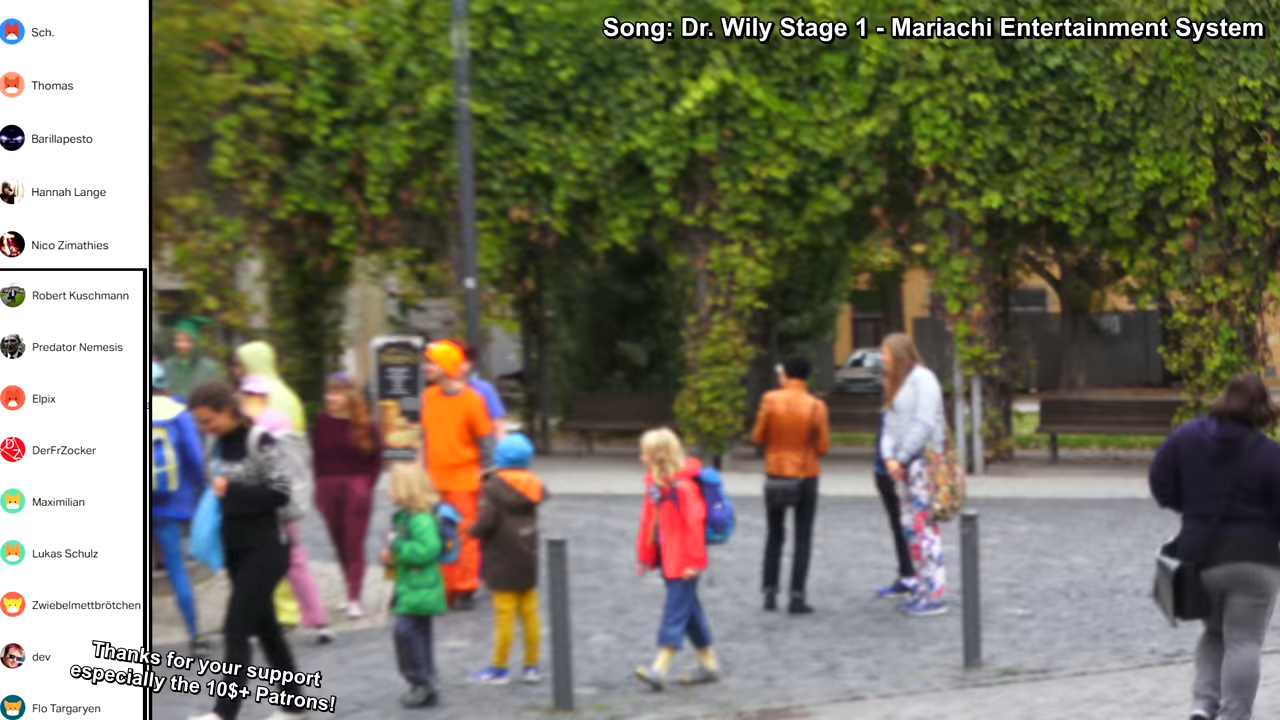 Song: Dr. Wily Stage 1 - Mariachi Entertainment System
Sch.
Thomas
Barillapesto
Hannah Lange
Nico Zimathies
Robert Kuschmann
Predator Nemesis
Elpix
DerFrZocker
Maximilian
Lukas Schulz
Zwiebelmettbrötchen
dev
Flo Targaryen
Thanks for your support
especially the 10$+ Patrons!